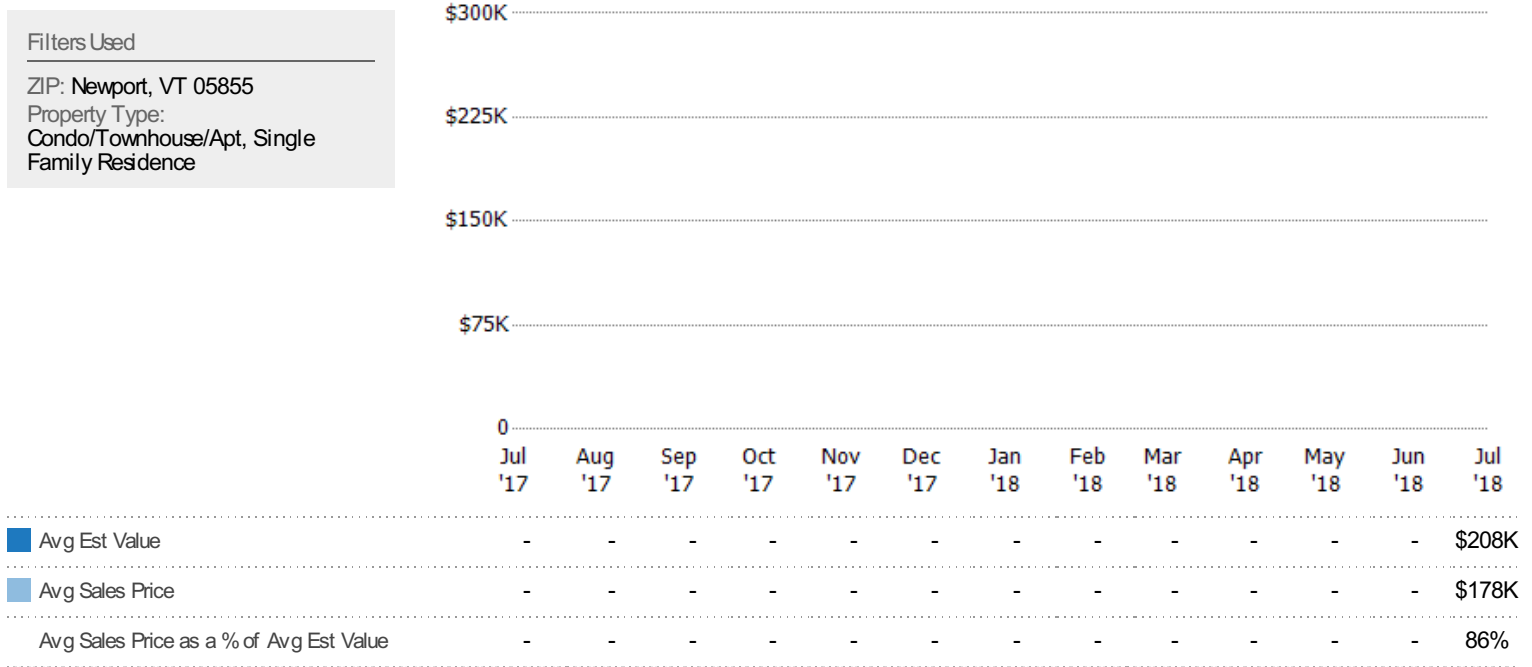 Filters Used
ZIP: Newport, VT 05855
Property Type:
Condo/Townhouse/Apt, Single
Family Residence
$300K
$225K
$150K
$75K
0
Jul Aug Sep Oct Nov Dec Jan Feb Mar Apr May Jun Jul
'17 '17 '17 '17 '17 '17 '18 '18 '18 '18 '18 '18 '18
Avg Est Value - - - - - - - - - - - - $208K
Avg Sales Price - - - - - - - - - - - - $178K
Avg Sales Price as a % of Avg Est Value - - - - - - - - - - - - 86%